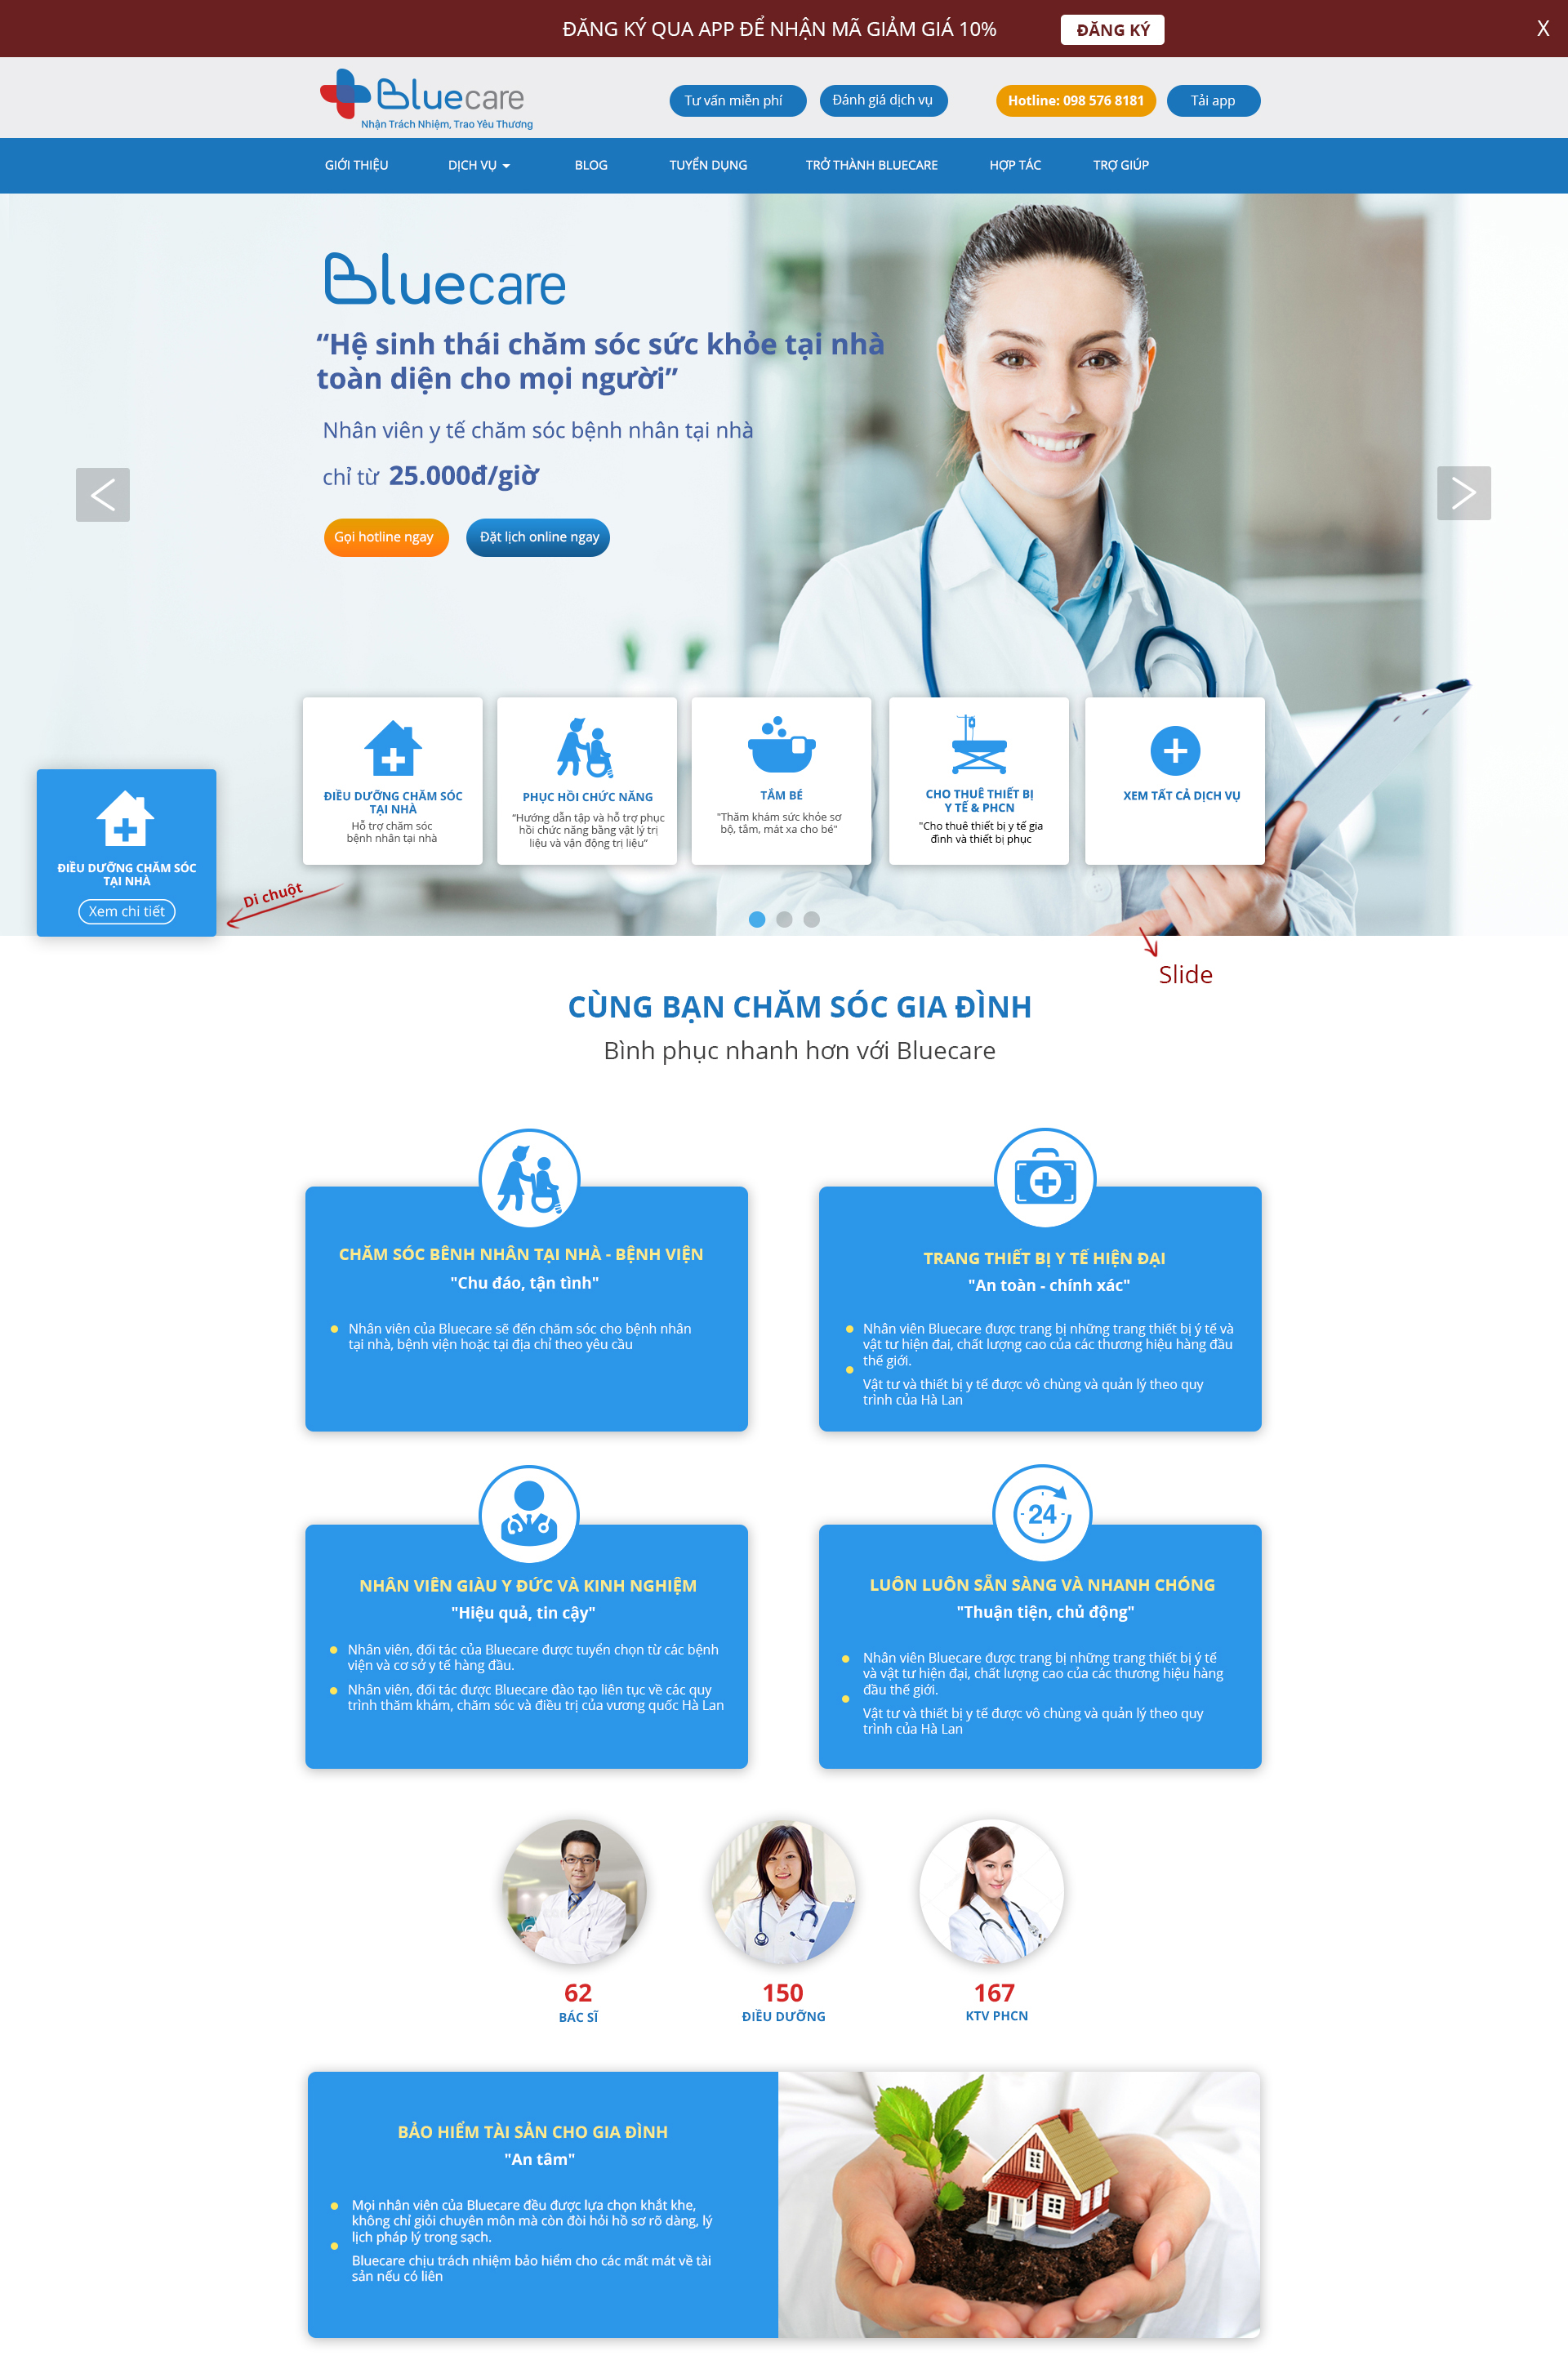 ĐĂNG KÝ QUA APP ĐỂ NHẬN MÃ GIẢM GIÁ 10%
ĐĂNG KÝ
X
Bluecare
Nhận Trách Nhiệm, Trao Yêu Thương
Tư vấn miễn phí
Đánh giá dịch vụ
Hotline: 098 576 8181
Tải app
GIỚI THIỆU
DỊCH VỤ
BLOG
TUYỂN DỤNG
TRỞ THÀNH BLUECARE
HỢP TÁC
TRỢ GIÚP
Bluecare
“Hệ sinh thái chăm sóc sức khỏe tại nhà
toàn diện cho mọi người”
Nhân viên y tế chăm sóc bệnh nhân tại nhà
chỉ từ 25.000đ/giờ
Gọi hotline ngay
Đặt lịch online ngay
ĐIỀU DƯỠNG CHĂM SÓC
TẠI NHÀ
Hỗ trợ chăm sóc
bệnh nhân tại nhà
PHỤC HỒI CHỨC NĂNG
“Hướng dẫn tập và hỗ trợ phục
hồi chức năng bằng vật lý trị
liệu và vận động trị liệu”
TẮM BÉ
"Thăm khám sức khỏe sơ
bộ, tắm, mát xa cho bé"
CHO THUÊ THIẾT BỊ
Y TẾ & PHCN
"Cho thuê thiết bị y tế gia
đình và thiết bị phục
XEM TẤT CẢ DỊCH VỤ
ĐIỀU DƯỠNG CHĂM SÓC
TẠI NHÀ
Xem chi tiết
Di chuột
Slide
CÙNG BẠN CHĂM SÓC GIA ĐÌNH
Bình phục nhanh hơn với Bluecare
CHĂM SÓC BÊNH NHÂN TẠI NHÀ - BỆNH VIỆN
"Chu đáo, tận tình"
Nhân viên của Bluecare sẽ đến chăm sóc cho bệnh nhân
tại nhà, bệnh viện hoặc tại địa chỉ theo yêu cầu
TRANG THIẾT BỊ Y TẾ HIỆN ĐẠI
"An toàn - chính xác"
Nhân viên Bluecare được trang bị những trang thiết bị ý tế và
vật tư hiện đai, chất lượng cao của các thương hiệu hàng đầu
thế giới.
Vật tư và thiết bị y tế được vô chùng và quản lý theo quy
trình của Hà Lan
NHÂN VIÊN GIÀU Y ĐỨC VÀ KINH NGHIỆM
"Hiệu quả, tin cậy"
Nhân viên, đối tác của Bluecare được tuyển chọn từ các bệnh
viện và cơ sở y tế hàng đầu.
Nhân viên, đối tác được Bluecare đào tạo liên tục về các quy
trình thăm khám, chăm sóc và điều trị của vương quốc Hà Lan
LUÔN LUÔN SẴN SÀNG VÀ NHANH CHÓNG
"Thuận tiện, chủ động"
Nhân viên Bluecare được trang bị những trang thiết bị ý tế
và vật tư hiện đại, chất lượng cao của các thương hiệu hàng
đầu thế giới.
Vật tư và thiết bị y tế được vô chùng và quản lý theo quy
trình của Hà Lan
24
62
BÁC SĨ
150
ĐIỀU DƯỠNG
167
KTV PHCN
BẢO HIỂM TÀI SẢN CHO GIA ĐÌNH
"An tâm"
Mọi nhân viên của Bluecare đều được lựa chọn khắt khe,
không chỉ giỏi chuyên môn mà còn đòi hỏi hồ sơ rõ dàng, lý
lịch pháp lý trong sạch.
Bluecare chịu trách nhiệm bảo hiểm cho các mất mát về tài
sản nếu có liên